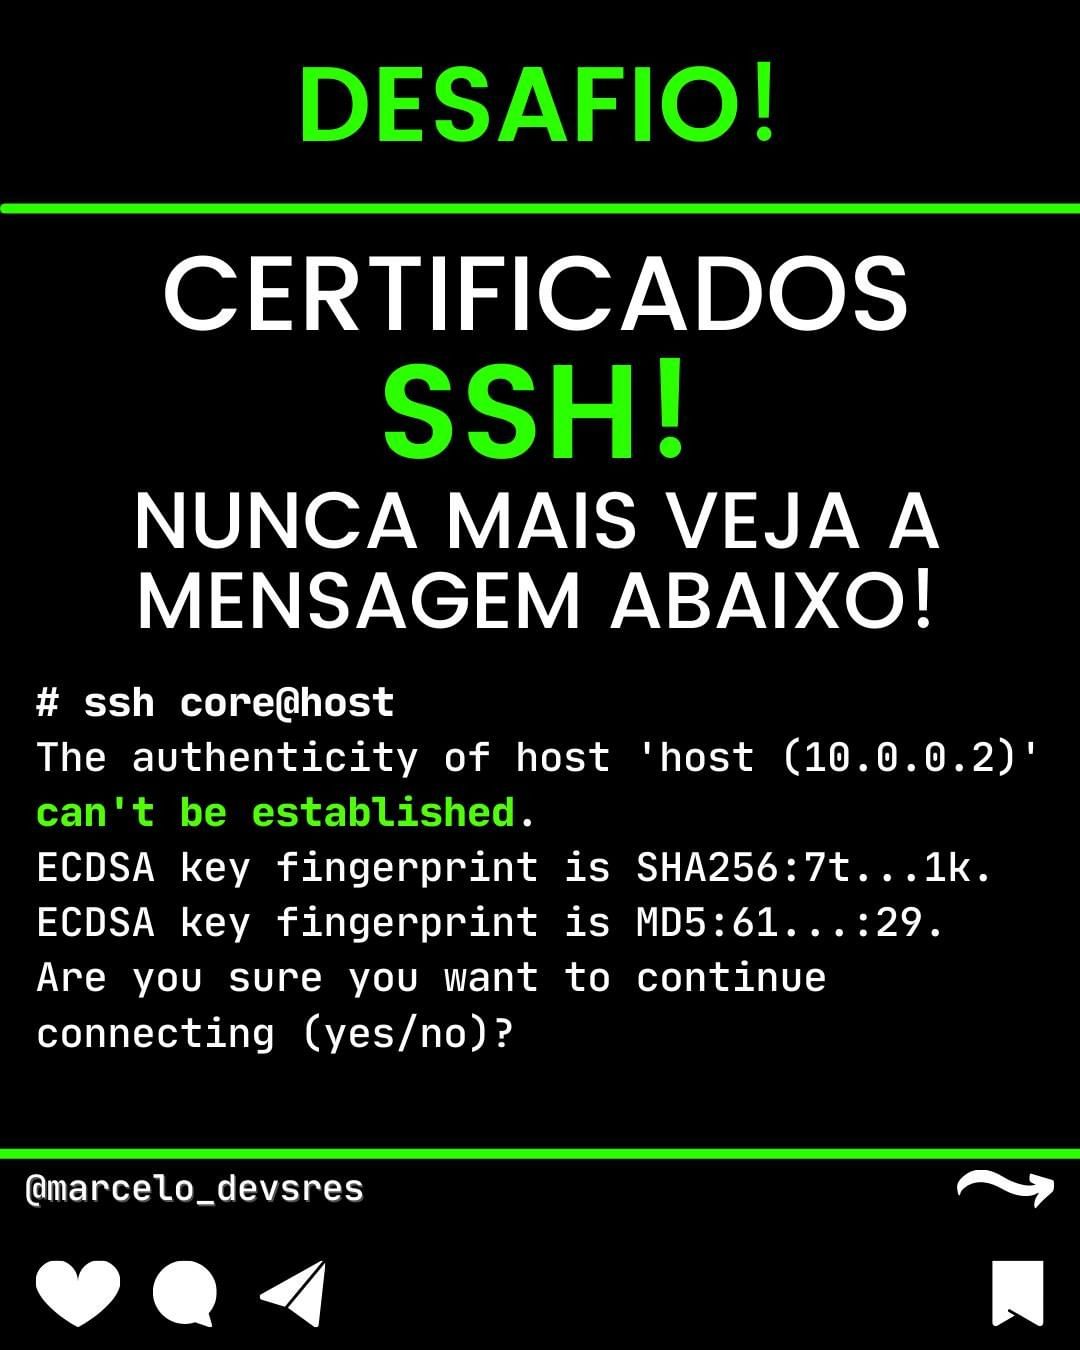 DESAFIO!
CERTIFICADOS
SSH!
NUNCA MAIS VEJA A
MENSAGEM ABAIXO!
# ssh core@host
The authenticity of host 'host (10.0.0.2)'
can't be established.
ECDSA key fingerprint is SHA256:7t...1k.
ECDSA key fingerprint is MD5:61...:29.
Are you sure you want to continue
connecting (yes/no)?
@marcelo_devsres